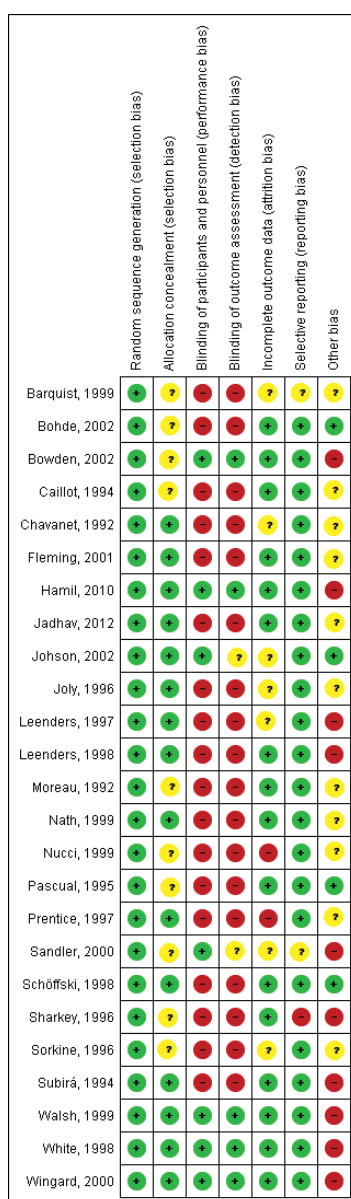 Random sequence generation (selection bias)
Allocation concealment (selection bias)
Blinding of participants and personnel (performance bias)
Blinding of outcome assessment (detection bias)
Incomplete outcome data (attrition bias)
Selective reporting (reporting bias)
Other bias
Barquist, 1999 + ? - - ? ? ?
Bohde, 2002 + ? - - + + +
Bowden, 2002 + ? + + + + -
Caillot, 1994 + ? - - + + ?
Chavanet, 1992 + + - - ? + ?
Fleming, 2001 + + - - + + ?
Hamil, 2010 + + + + + + -
Jadhav, 2012 + + - - + + ?
Johson, 2002 + + + ? ? + +
Joly, 1996 + + - - ? + ?
Leenders, 1997 + + - - ? + -
Leenders, 1998 + + - - + + -
Moreau, 1992 + ? - - + + ?
Nath, 1999 + + - - + + ?
Nucci, 1999 + ? - - - + ?
Pascual, 1995 + ? - - + + +
Prentice, 1997 + + - - - + ?
Sandler, 2000 + ? + ? ? ? -
Schöffski, 1998 + + - - + + +
Sharkey, 1996 + ? - - + - -
Sorkine, 1996 + ? - - ? + ?
Subirá, 1994 + + - - + + -
Walsh, 1999 + + + + + + -
White, 1998 + + + + + + -
Wingard, 2000 + + + + + + -